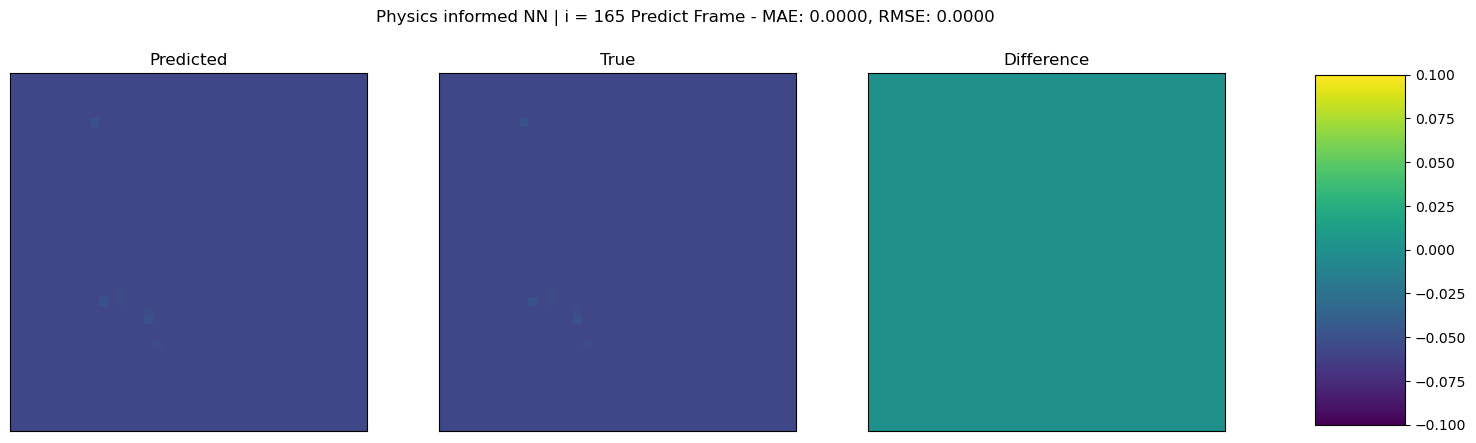 Physics informed NN | i = 165 Predict Frame - MAE: 0.0000, RMSE: 0.0000
Predicted
True
Difference
0.100
0.075
0.050
0.025
0.000
−0.025
−0.050
−0.075
−0.100